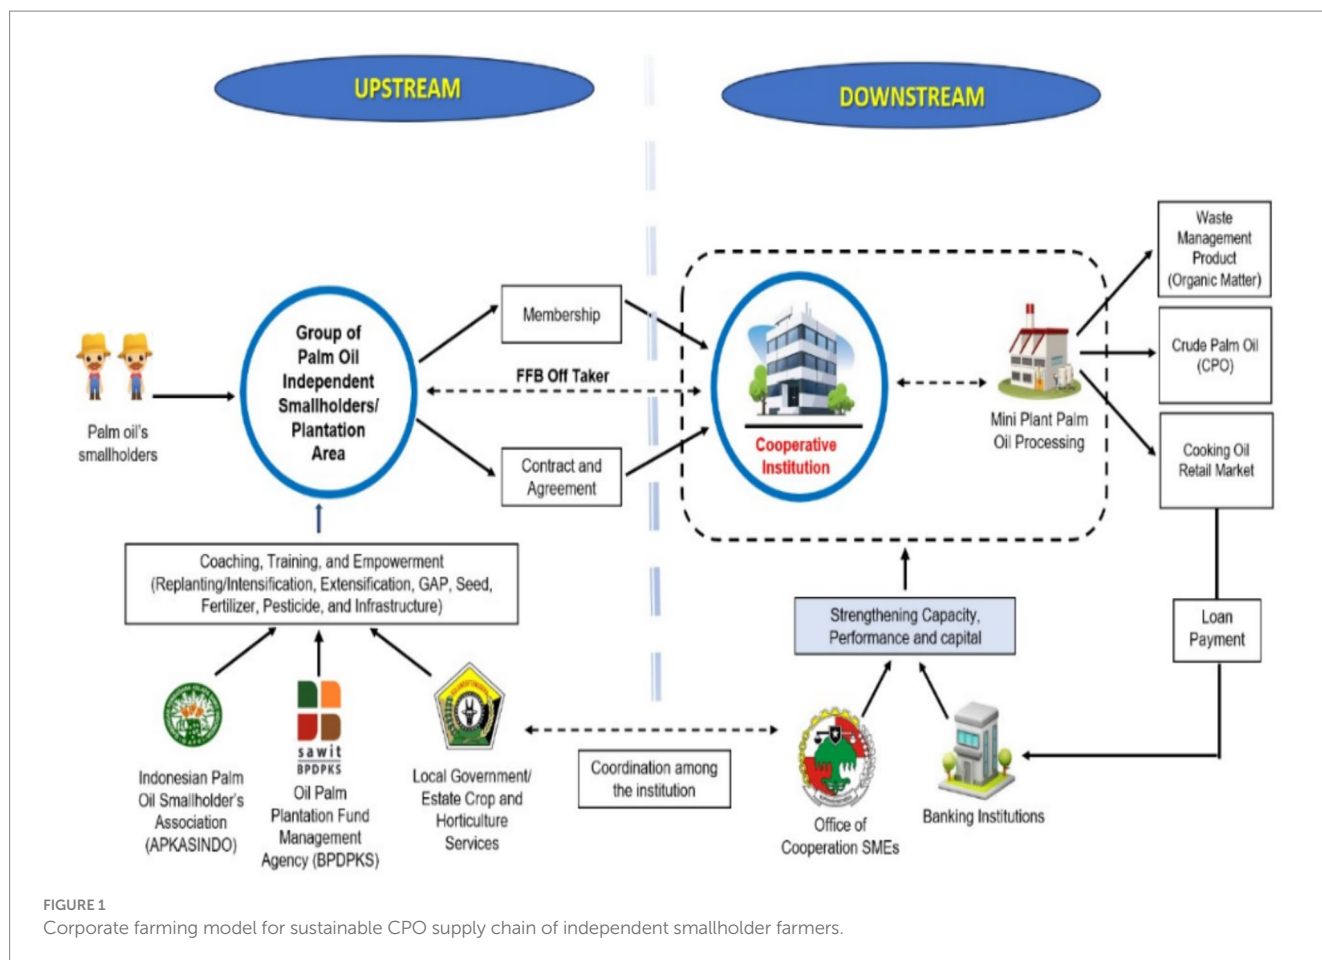 UPSTREAM
DOWNSTREAM
Palm oil's
smallholders
Group of
Palm Oil
Independent
Smallholders/
Plantation
Area
Membership
FFB Off Taker
Contract and
Agreement
Cooperative
Institution
Mini Plant Palm
Oil Processing
Waste
Management
Product
(Organic Matter)
Crude Palm Oil
(CPO)
Cooking Oil
Retail Market
Coaching, Training, and Empowerment
(Replanting/Intensification, Extensification, GAP, Seed,
Fertilizer, Pesticide, and Infrastructure)
Strengthening Capacity,
Performance and capital
Loan
Payment
sawit
BPDPKS
Indonesian Palm
Oil Smallholder's
Association
(APKASINDO)
Oil Palm
Plantation Fund
Management
Agency (BPDPKS)
Local Government/
Estate Crop and
Horticulture
Services
Coordination among
the institution
Office of
Cooperation SMEs
Banking Institutions
FIGURE 1
Corporate farming model for sustainable CPO supply chain of independent smallholder farmers.